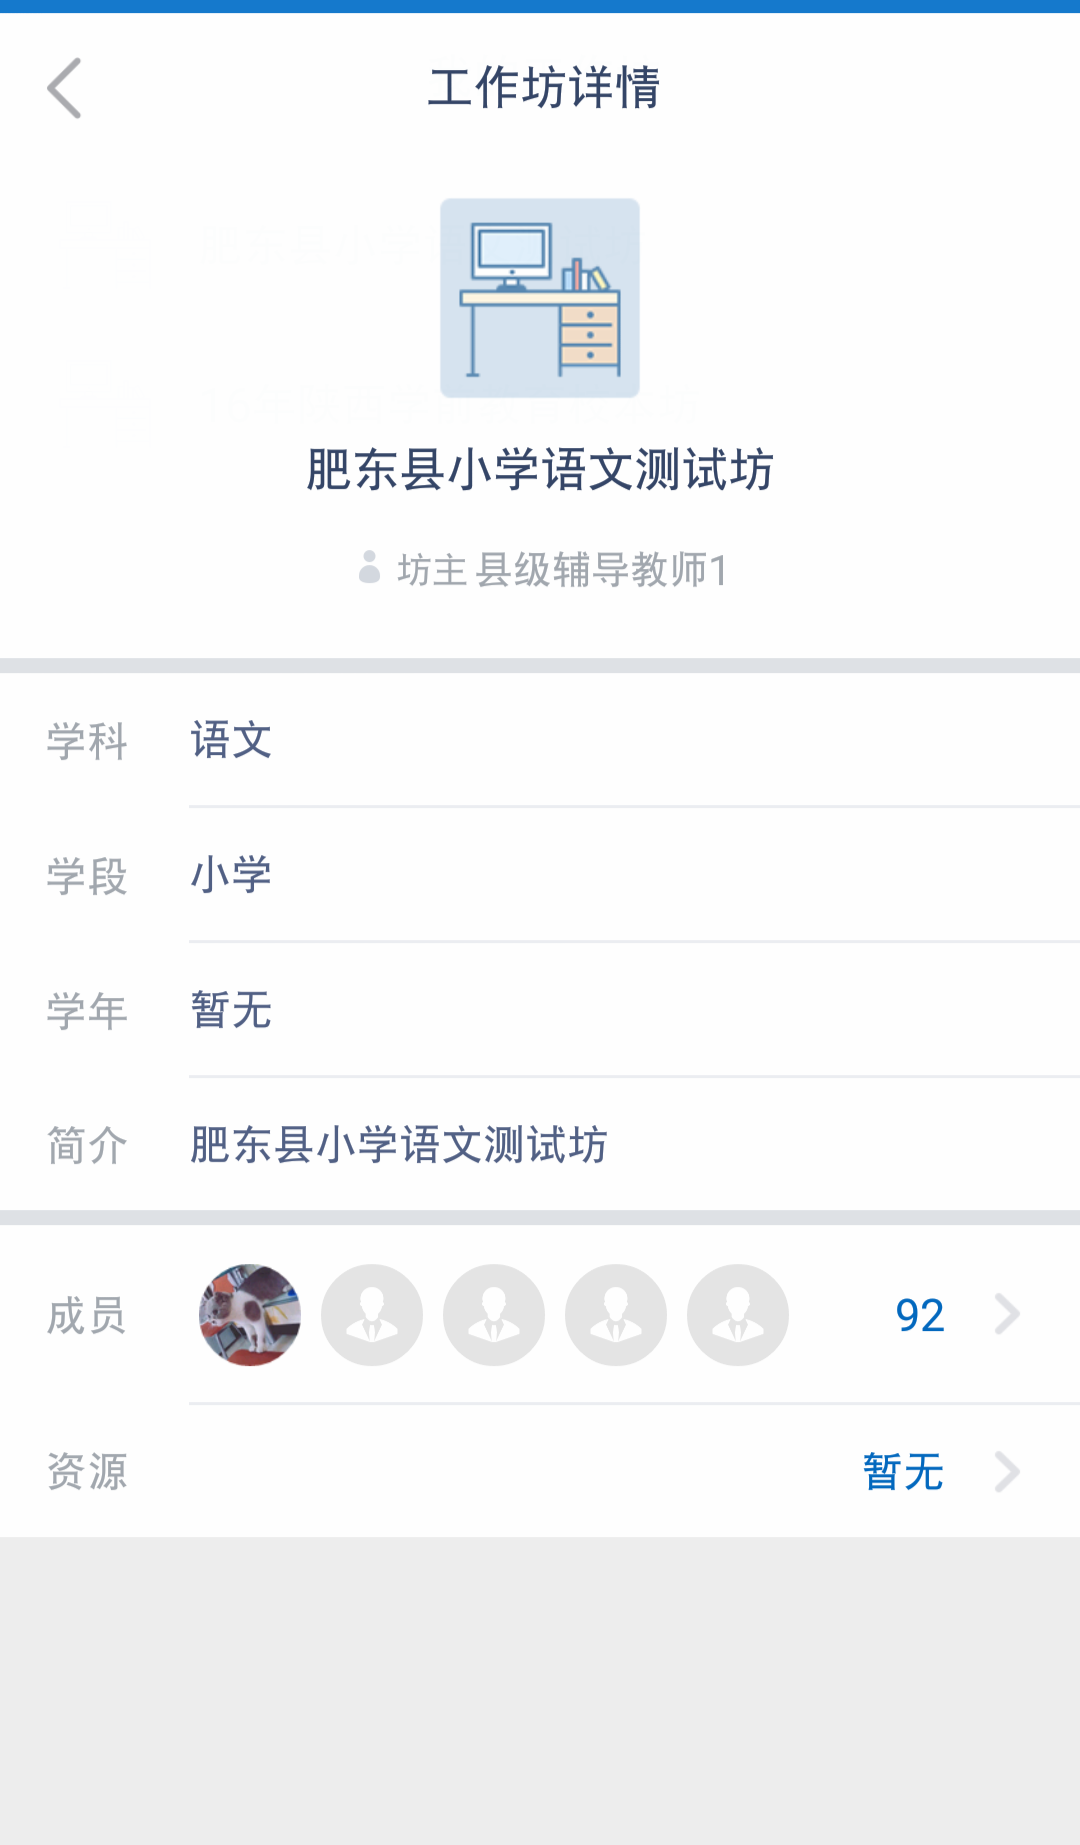 工作坊详情
肥东县小学语文测试坊
坊主 县级辅导教师1
学科 语文
学段 小学
学年 暂无
简介 肥东县小学语文测试坊
成员 92
资源 暂无